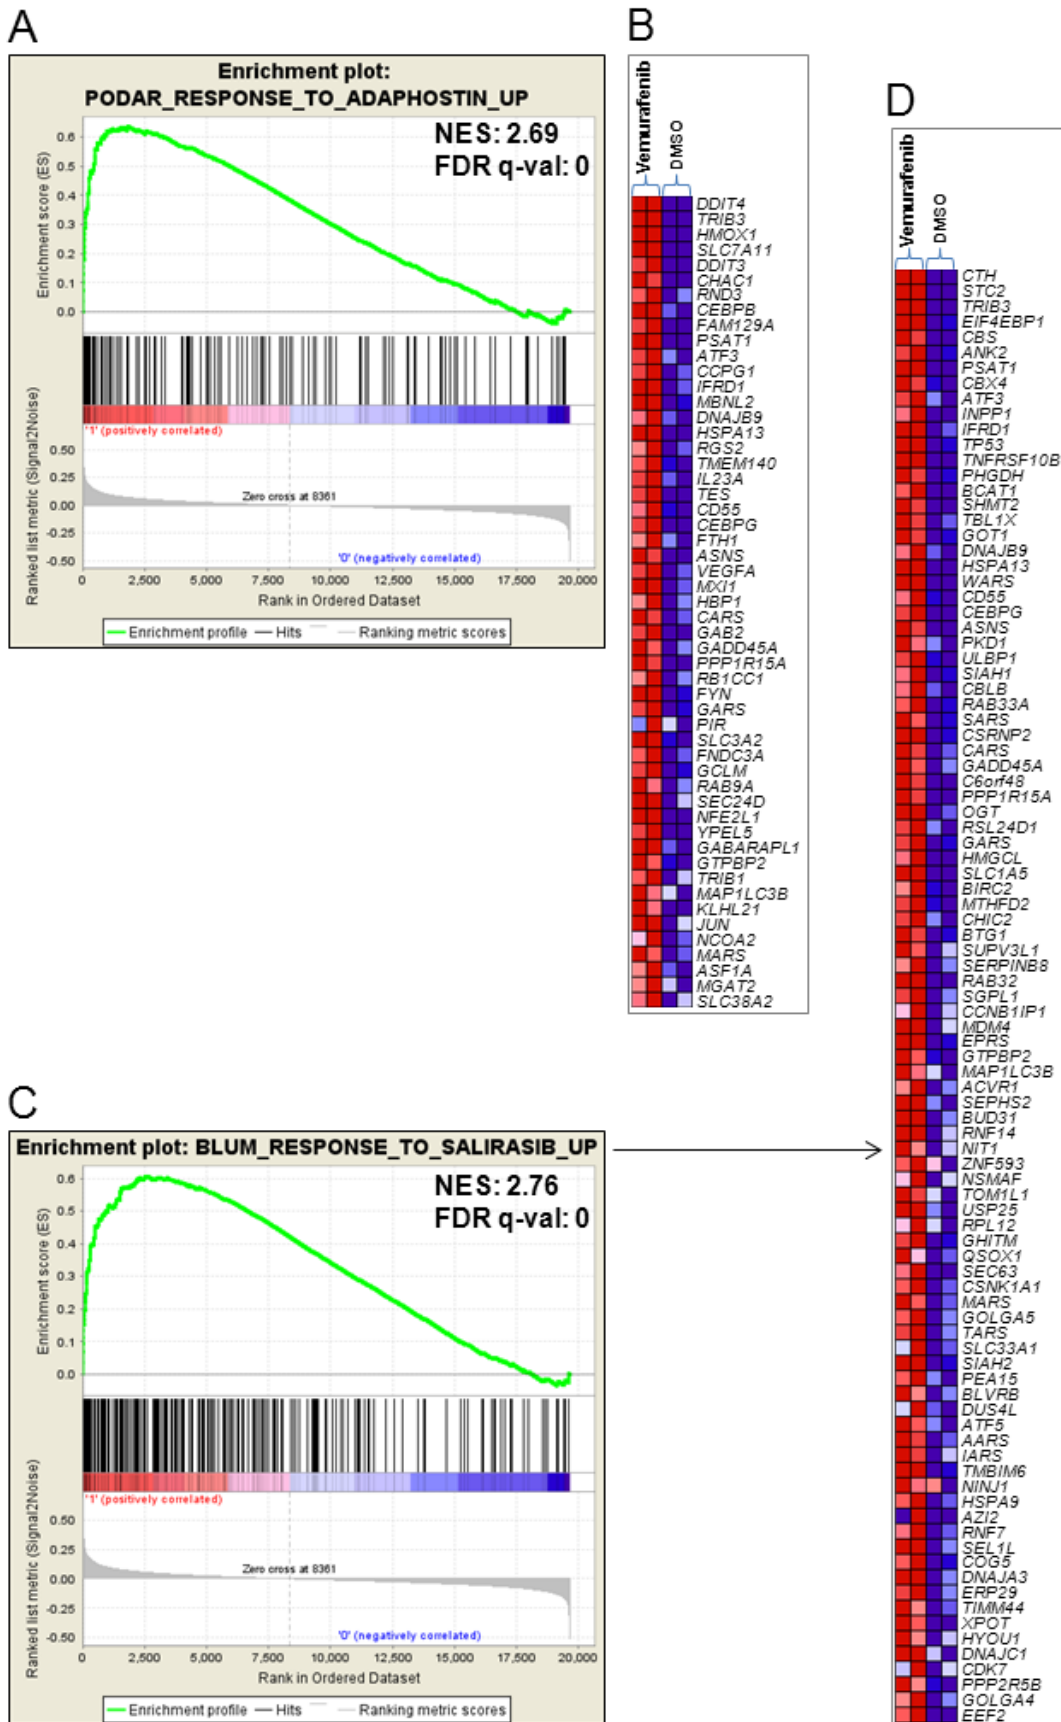 A
Enrichment plot:
PODAR_RESPONSE_TO_ADAPHOSTIN_UP
NES: 2.69
FDR q-val: 0
Enrichment score (ES)
0.6
0.5
0.4
0.3
0.2
0.1
0.0
'1' (positively correlated)
Ranked list metric (Signal2Noise)
0.50
0.25
0.00
-0.25
-0.50
Zero cross at 8361
'0' (negatively correlated)
0 2,500 5,000 7,500 10,000 12,500 15,000 17,500 20,000
Rank in Ordered Dataset
Enrichment profile Hits Ranking metric scores
B
Vemurafenib
DMSO
DDIT4
TRIB3
HMOX1
SLC7A11
DDIT3
CHAC1
RND3
CEBPB
FAM129A
PSAT1
ATF3
CCPG1
IFRD1
MBNL2
DNAJB9
HSPA13
RGS2
TMEM140
IL23A
TES
CD55
CEBPG
FTH1
ASNS
VEGFA
MXI1
HBP1
CARS
GAB2
GADD45A
PPP1R15A
RB1CC1
FYN
GARS
PIR
SLC3A2
FNDC3A
GCLM
RAB9A
SEC24D
NFE2L1
YPEL5
GABARAPL1
GTPBP2
TRIB1
MAP1LC3B
KLHL21
JUN
NCOA2
MARS
ASF1A
MGAT2
SLC38A2
C
Enrichment plot: BLUM_RESPONSE_TO_SALIRASIB_UP
NES: 2.76
FDR q-val: 0
Enrichment score (ES)
0.6
0.5
0.4
0.3
0.2
0.1
0.0
'1' (positively correlated)
Ranked list metric (Signal2Noise)
0.50
0.25
0.00
-0.25
-0.50
Zero cross at 8361
'0' (negatively correlated)
0 2,500 5,000 7,500 10,000 12,500 15,000 17,500 20,000
Rank in Ordered Dataset
Enrichment profile Hits Ranking metric scores
D
Vemurafenib
DMSO
CTH
STC2
TRIB3
EIF4EBP1
CBS
ANK2
PSAT1
CBX4
ATF3
INPP1
IFRD1
TP53
TNFRSF10B
PHGDH
BCAT1
SHMT2
TBL1X
GOT1
DNAJB9
HSPA13
WARS
CD55
CEBPG
ASNS
PKD1
ULBP1
SIAH1
CBLB
RAB33A
SARS
CSRNP2
CARS
GADD45A
C6orf48
PPP1R15A
OGT
RSL24D1
GARS
HMGCL
SLC1A5
BIRC2
MTHFD2
CHIC2
BTG1
SUPV3L1
SERPINB8
RAB32
SGPL1
CCNB1IP1
MDM4
EPRS
GTPBP2
MAP1LC3B
ACVR1
SEPHS2
BUD31
RNF14
NIT1
ZNF593
NSMAF
TOM1L1
USP25
RPL12
GHITM
QSOX1
SEC63
CSNK1A1
MARS
GOLGA5
TARS
SLC33A1
SIAH2
PEA15
BLVRB
DUS4L
ATF5
AARS
IARS
TMBIM6
NINJ1
HSPA9
AZI2
RNF7
SEL1L
COG5
DNAJA3
ERP29
TIMM44
XPOT
HYOU1
DNAJC1
CDK7
PPP2R5B
GOLGA4
EEF2